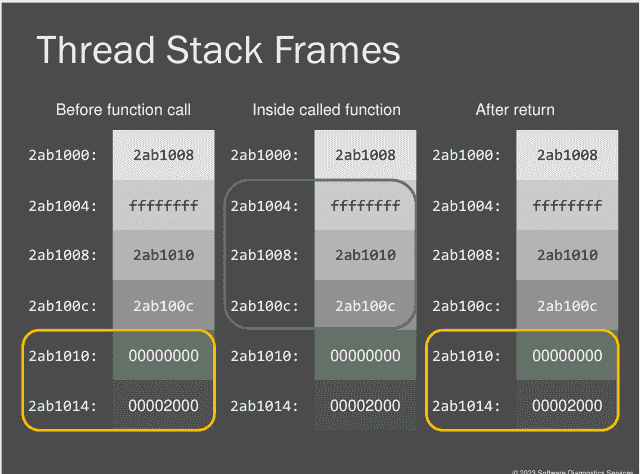 Thread Stack Frames
Before function call Inside called function After return
2ab1000: 2ab1008 2ab1000: 2ab1008 2ab1000: 2ab1008
2ab1004: ffffffff 2ab1004: ffffffff 2ab1004: ffffffff
2ab1008: 2ab1010 2ab1008: 2ab1010 2ab1008: 2ab1010
2ab100c: 2ab100c 2ab100c: 2ab100c 2ab100c: 2ab100c
2ab1010: 00000000 2ab1010: 00000000 2ab1010: 00000000
2ab1014: 00002000 2ab1014: 00002000 2ab1014: 00002000
© 2023 Software Diagnostics Services